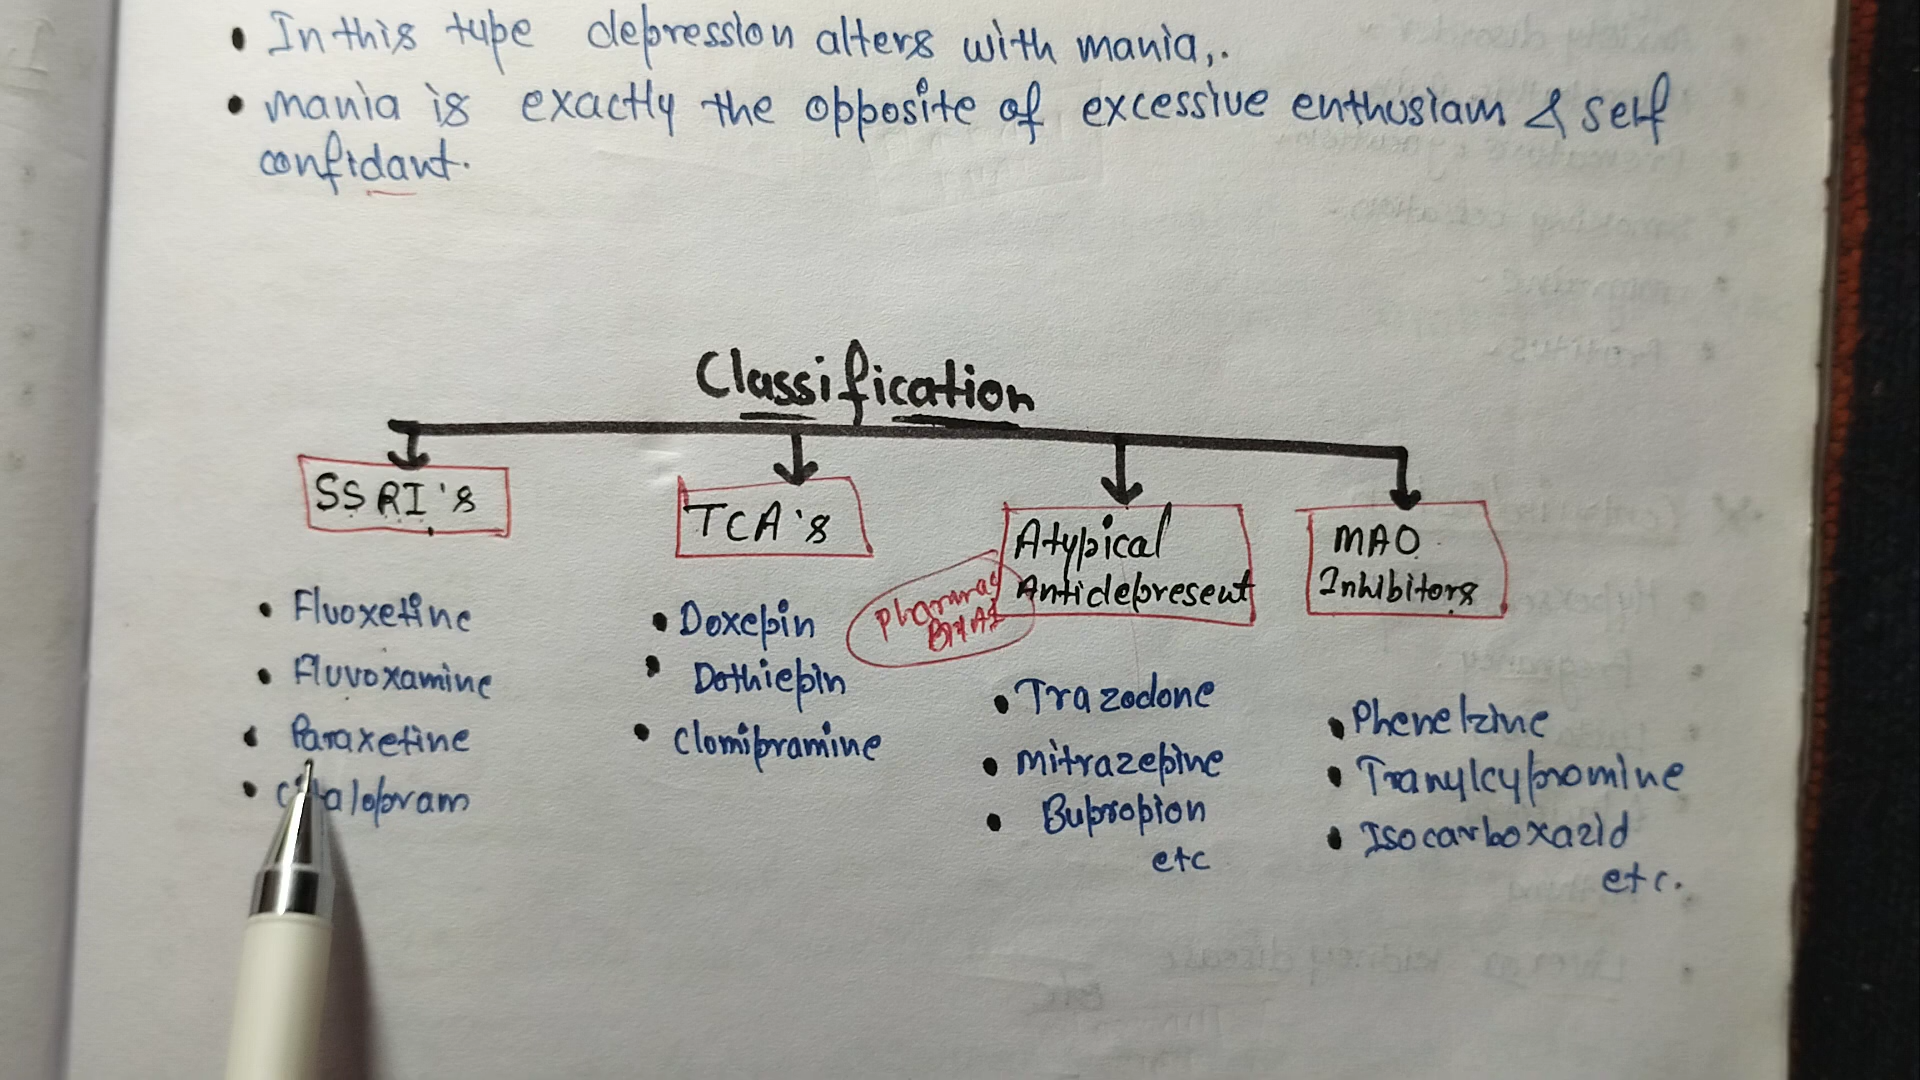 • In this type depression alters with mania,.
• mania is exactly the opposite of excessive enthusiam & self
confidant.
Classification
SSRI's
• Fluoxetine
• Fluvoxamine
• Paraxetine
• Citalopram
TCA's
• Doxepin
• Dothiepin
• Clomipramine
Atypical
Antidepresent
• Trazodone
• Mitrazepine
• Bupropion
etc
MAO
Inhibitors
• Phenelzine
• Tranylcypromine
• Isocarboxazid
etc.